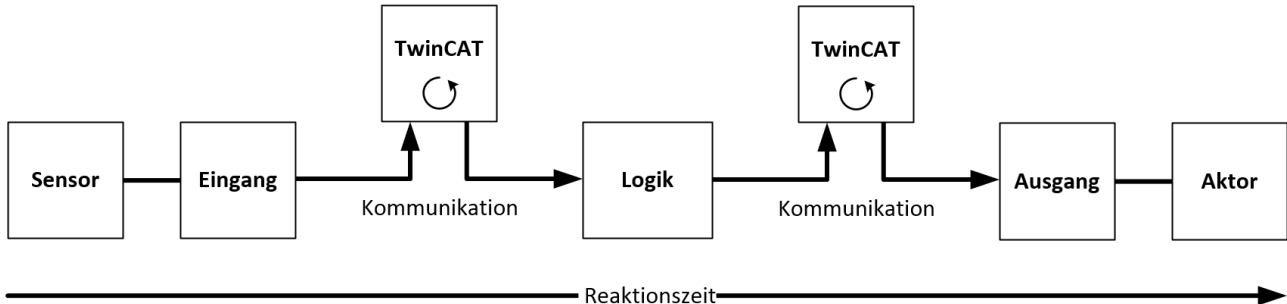 TwinCAT
TwinCAT
Sensor
Eingang
Kommunikation
Logik
Kommunikation
Ausgang
Aktor
Reaktionszeit